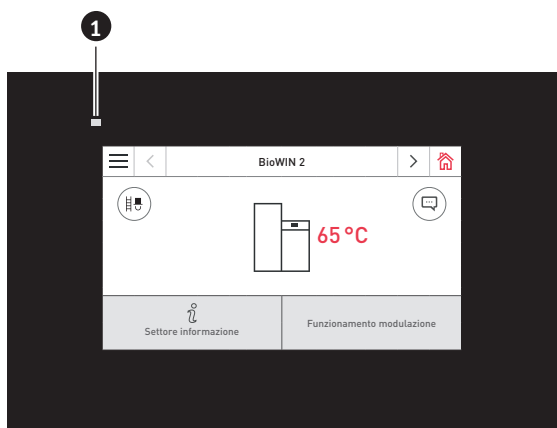 1
BioWIN 2
65 °C
i
Settore informazione
Funzionamento modulazione